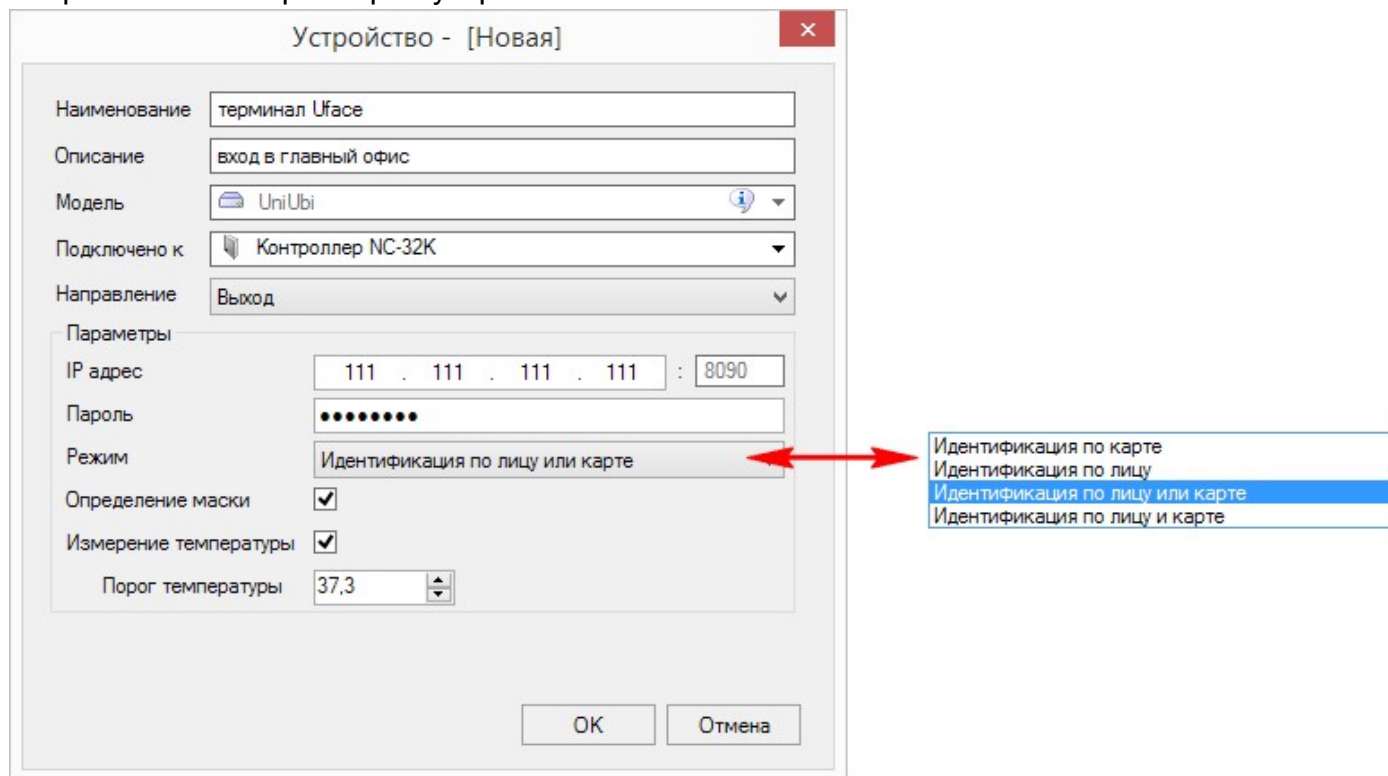 Устройство - [Новая]
Наименование терминал Uface
Описание вход в главный офис
Модель UniUbi
Подключено к Контроллер NC-32K
Направление Выход
Параметры
IP адрес 111 . 111 . 111 . 111 : 8090
Пароль ●●●●●●●●
Режим Идентификация по лицу или карте
Определение маски
Измерение температуры
Порог температуры 37,3
OK Отмена
Идентификация по карте
Идентификация по лицу
Идентификация по лицу или карте
Идентификация по лицу и карте